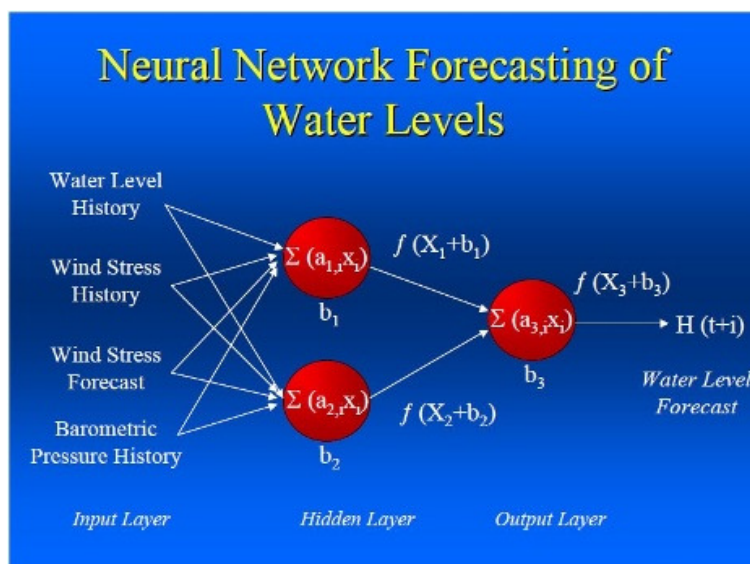 Neural Network Forecasting of
Water Levels
Water Level
History
Wind Stress
History
Wind Stress
Forecast
Barometric
Pressure History
Σ (a₁,ᵢxᵢ)
b₁
f (X₁+b₁)
Σ (a₂,ᵢxᵢ)
b₂
f (X₂+b₂)
Σ (a₃,ᵢxᵢ)
b₃
f (X₃+b₃)
H (t+i)
Water Level
Forecast
Input Layer
Hidden Layer
Output Layer